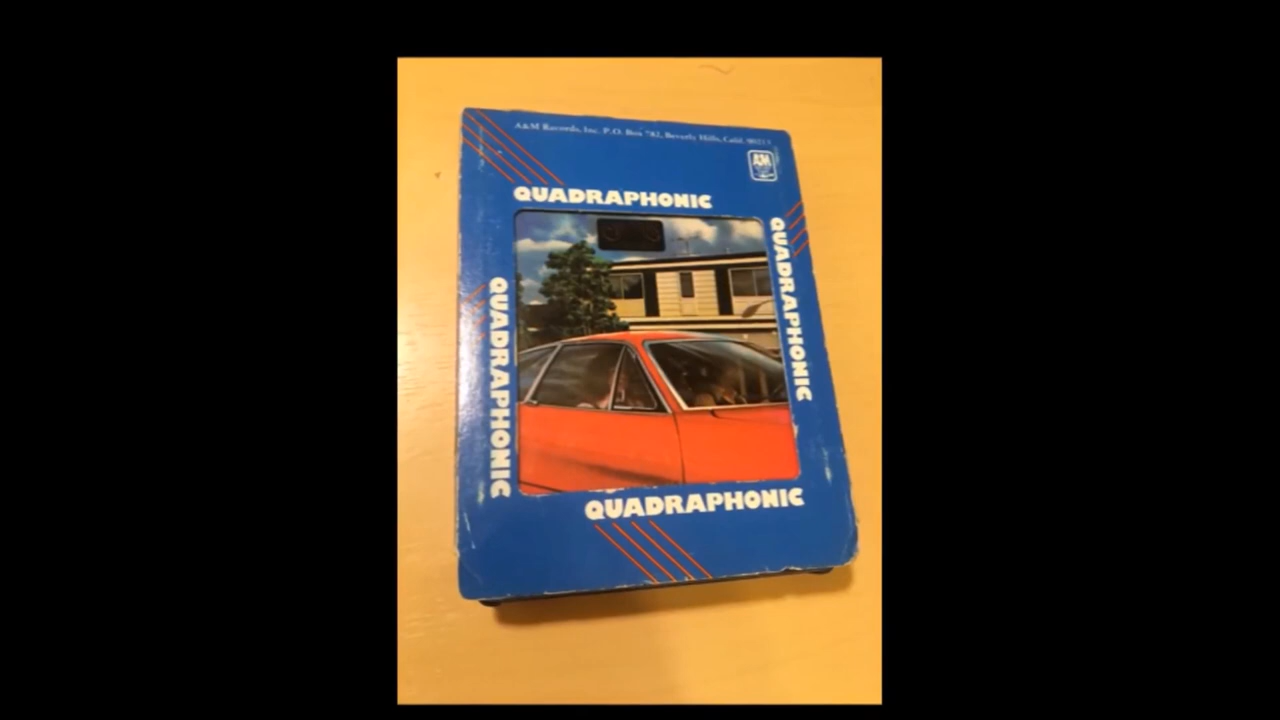 A&M Records, Inc. P.O. Box 782, Beverly Hills, Calif. 90213
A&M
QUADRAPHONIC
QUADRAPHONIC
QUADRAPHONIC
QUADRAPHONIC